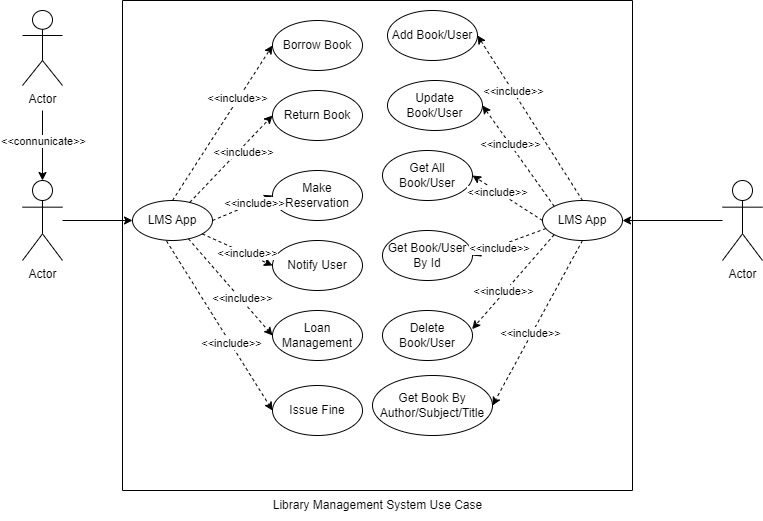 Actor
<<connunicate>>
Actor
LMS App
Borrow Book
<<include>>
Return Book
<<include>>
Make
Reservation
<<include>>
Notify User
<<include>>
Loan
Management
<<include>>
Issue Fine
<<include>>
Add Book/User
<<include>>
Update
Book/User
<<include>>
Get All
Book/User
<<include>>
Get Book/User
By Id
<<include>>
Delete
Book/User
<<include>>
Get Book By
Author/Subject/Title
<<include>>
LMS App
Actor
Library Management System Use Case